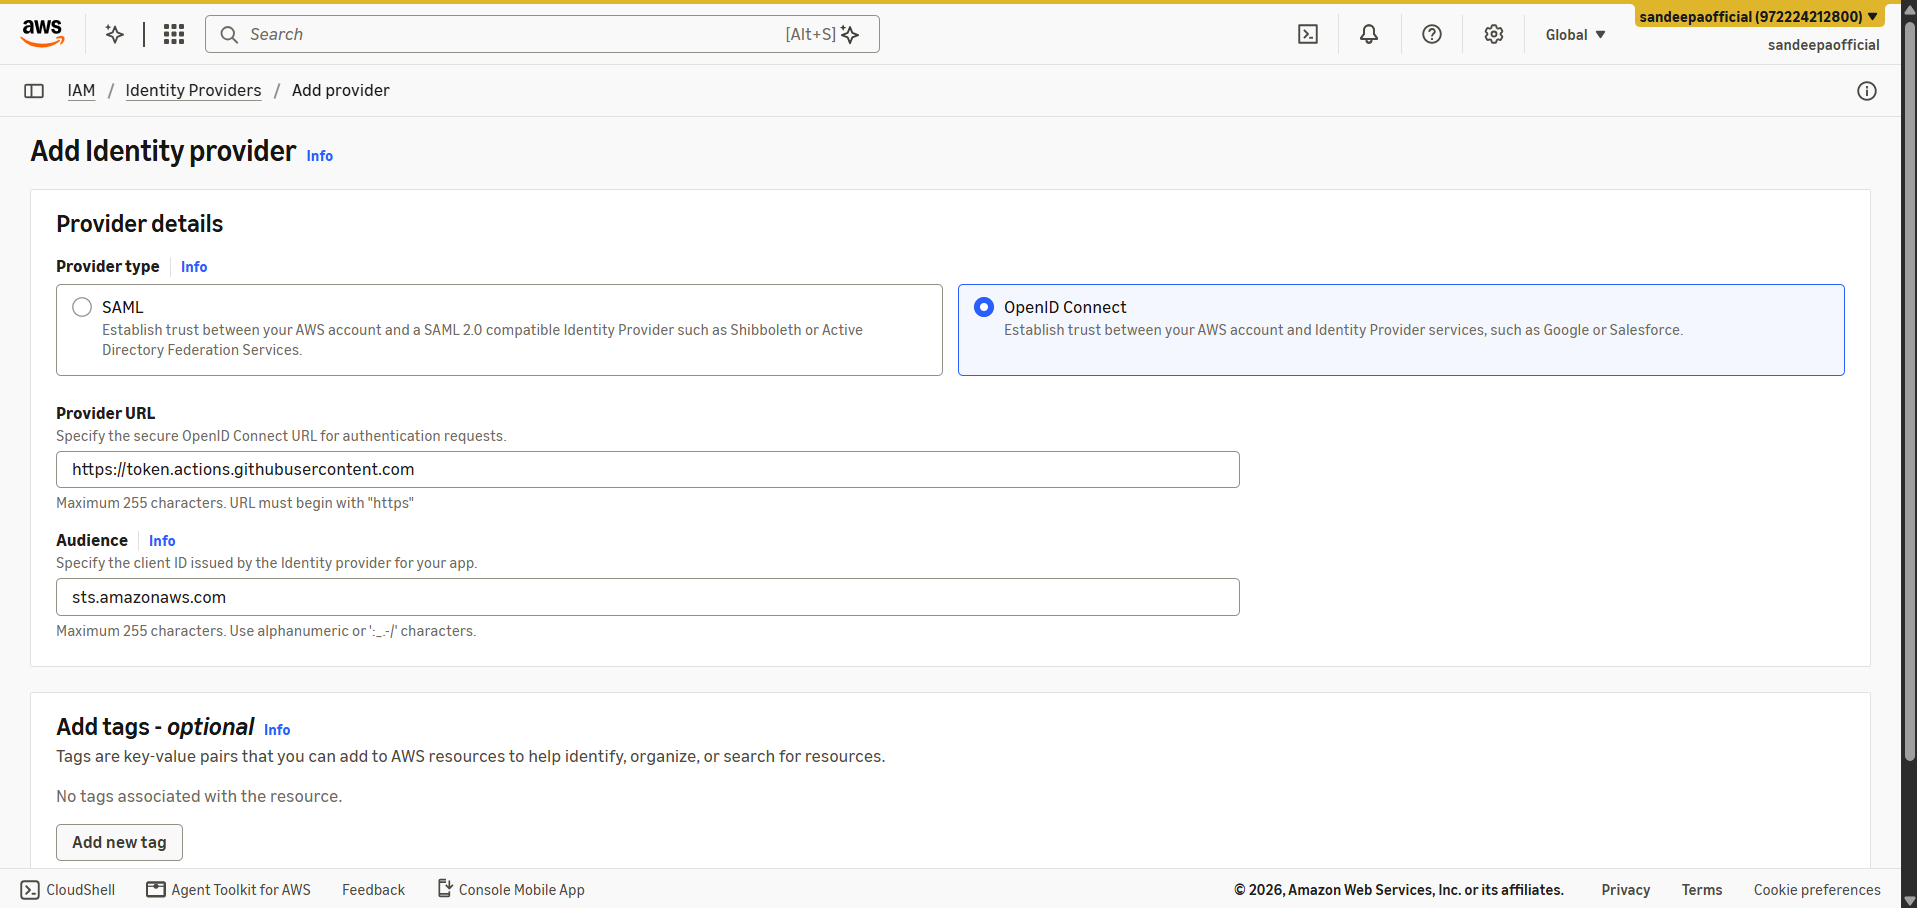 aws
Search
[Alt+S]
Global
sandeepaofficial (972224212800)
sandeepaofficial
IAM / Identity Providers / Add provider
Add Identity provider Info
Provider details
Provider type Info
SAML
Establish trust between your AWS account and a SAML 2.0 compatible Identity Provider such as Shibboleth or Active
Directory Federation Services.
OpenID Connect
Establish trust between your AWS account and Identity Provider services, such as Google or Salesforce.
Provider URL
Specify the secure OpenID Connect URL for authentication requests.
https://token.actions.githubusercontent.com
Maximum 255 characters. URL must begin with "https"
Audience Info
Specify the client ID issued by the Identity provider for your app.
sts.amazonaws.com
Maximum 255 characters. Use alphanumeric or ':_.-/' characters.
Add tags - optional Info
Tags are key-value pairs that you can add to AWS resources to help identify, organize, or search for resources.
No tags associated with the resource.
Add new tag
CloudShell Agent Toolkit for AWS Feedback Console Mobile App © 2026, Amazon Web Services, Inc. or its affiliates. Privacy Terms Cookie preferences